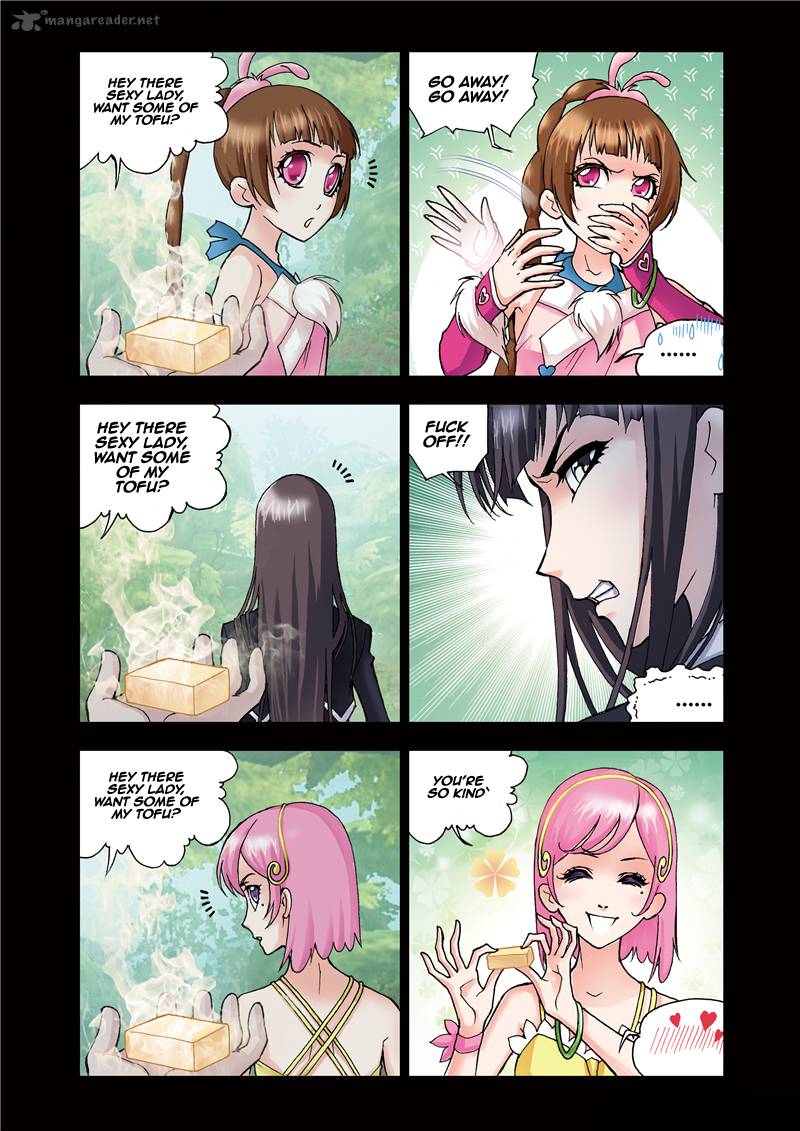 mangareader.net
HEY THERE
SEXY LADY,
WANT SOME OF
MY TOFU?
GO AWAY!
GO AWAY!
......
HEY THERE
SEXY LADY,
WANT SOME
OF MY
TOFU?
FUCK
OFF!!
......
HEY THERE
SEXY LADY,
WANT SOME OF
MY TOFU?
YOU'RE
SO KIND`